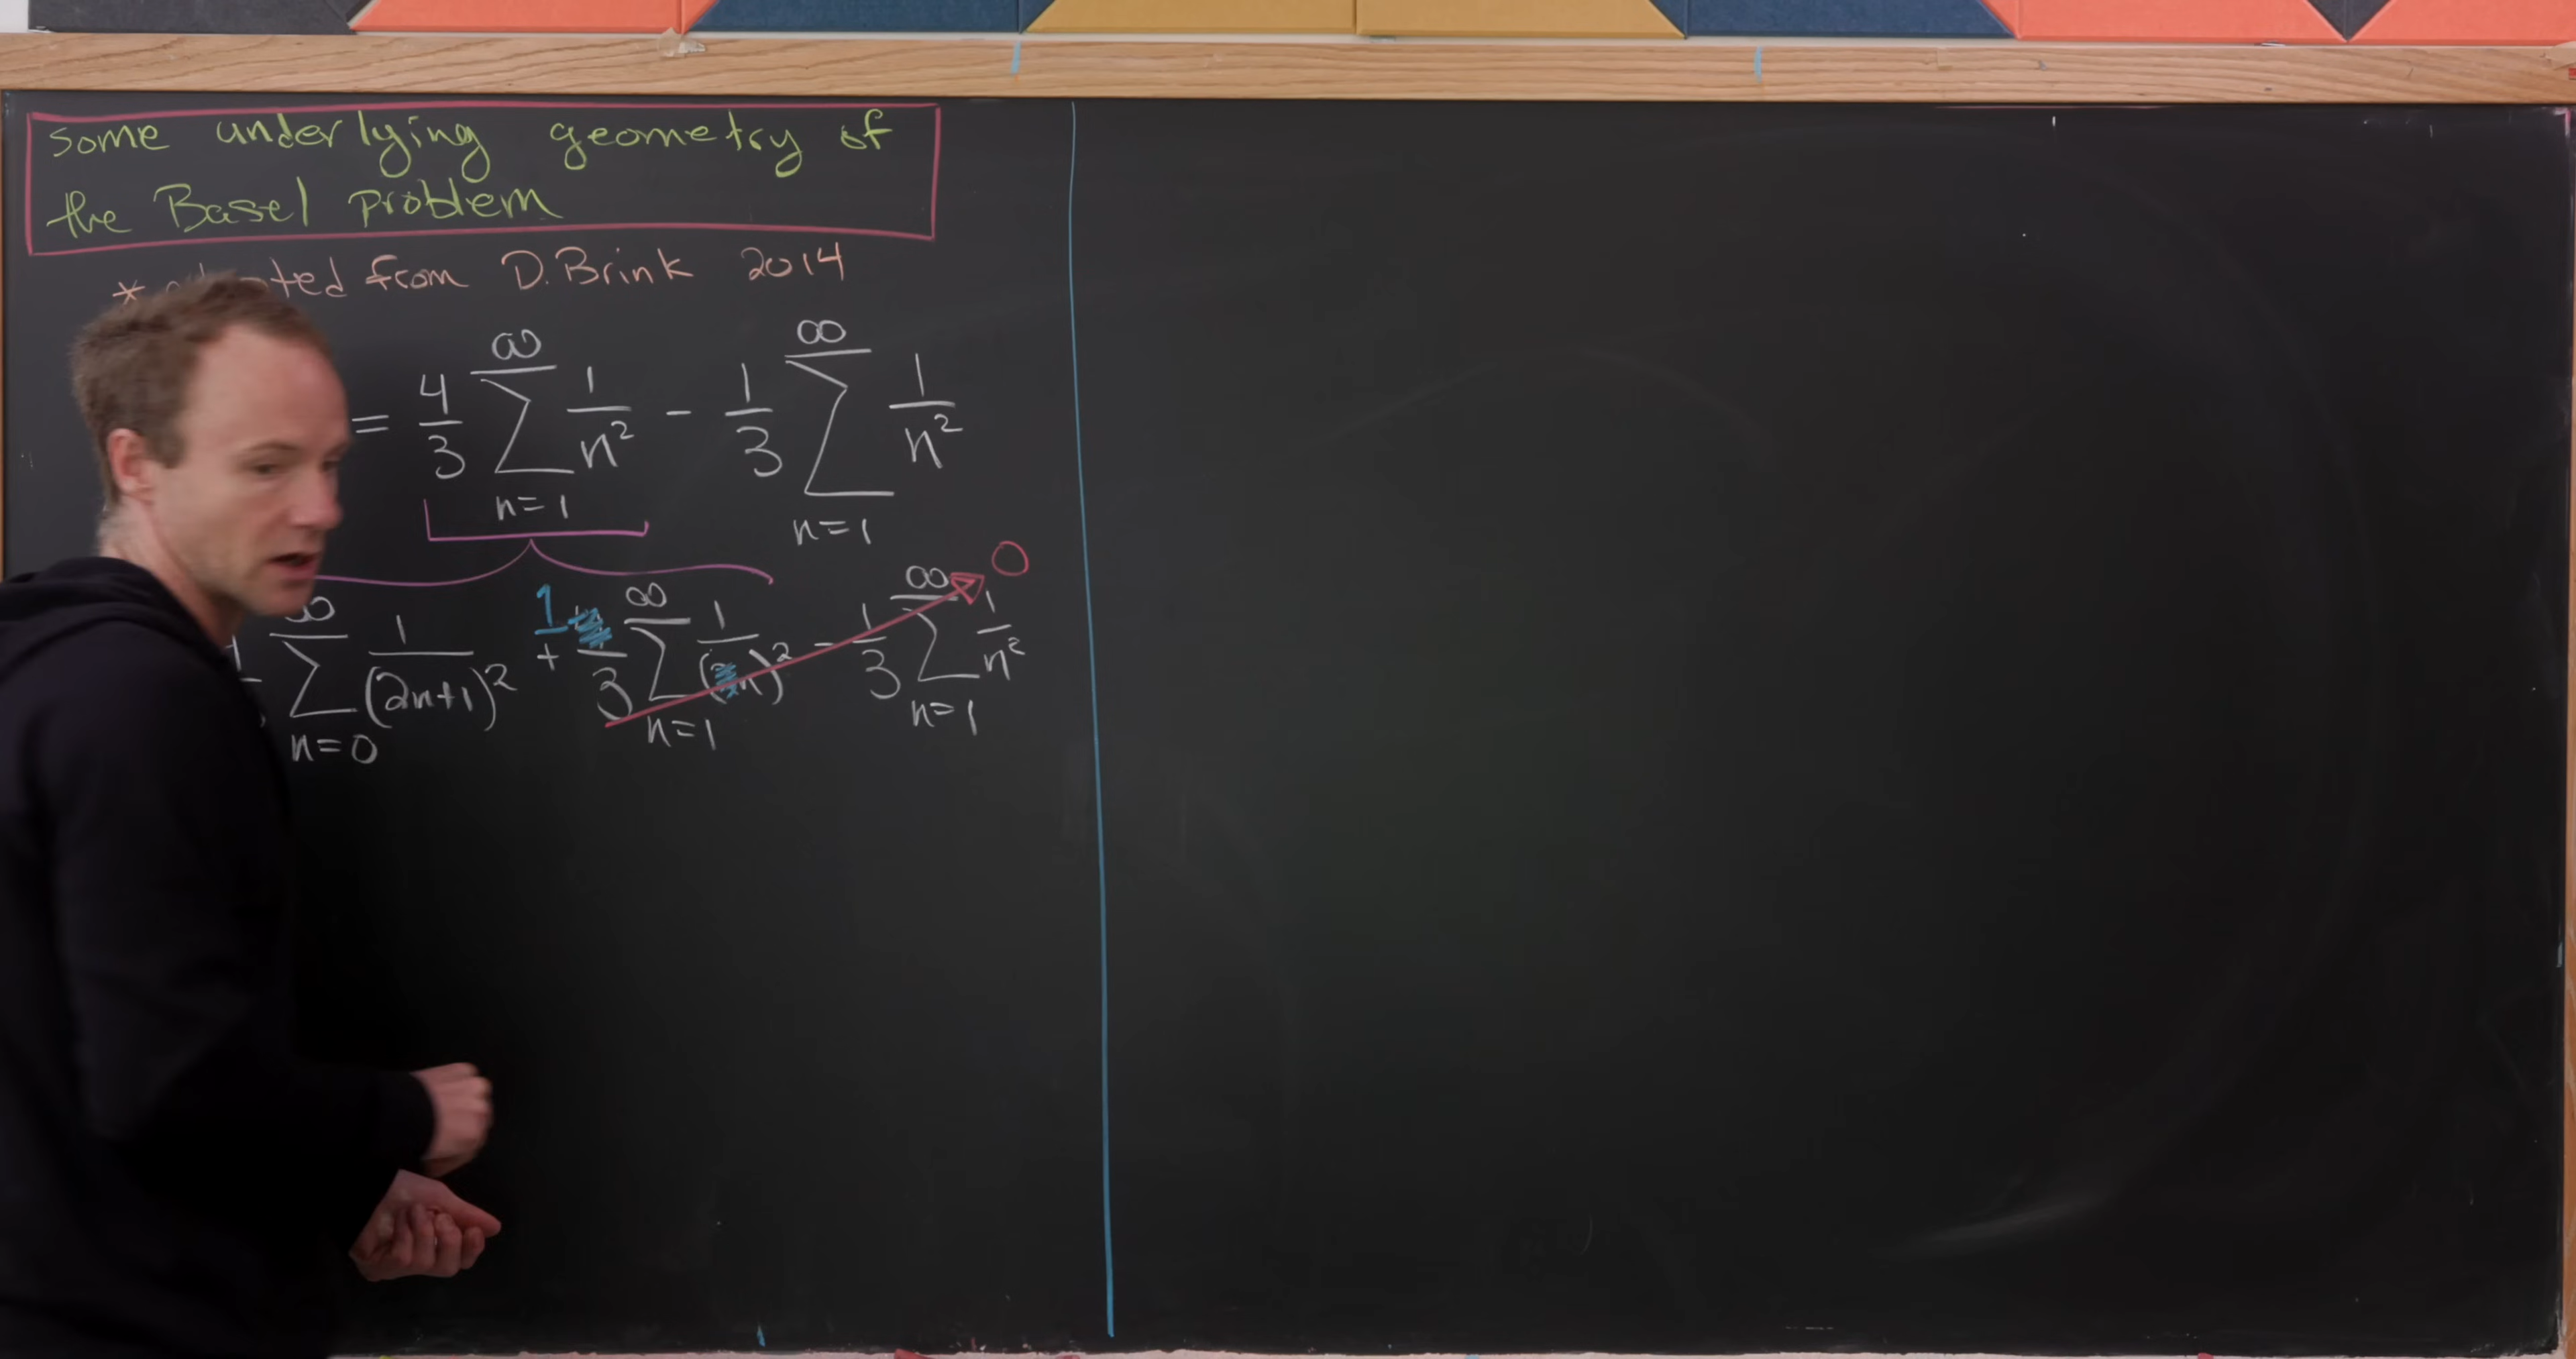 some underlying geometry of
the Basel problem
* from D. Brink 2014
= 4/3 ∞∑n=1 1/n² - 1/3 ∞∑n=1 1/n²
∞∑n=0 1/(2n+1)² + 1/3 ∞∑n=1 1/(n)² - 1/3 ∞∑n=1 1/n² 0